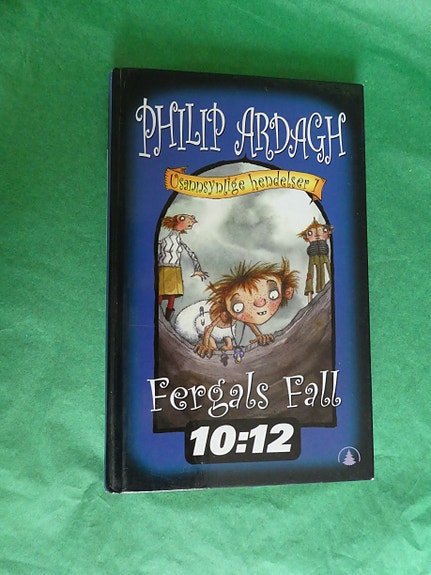 PHILIP ARDAGH
Usannsynlige hendelser 1
Fergals Fall
10:12